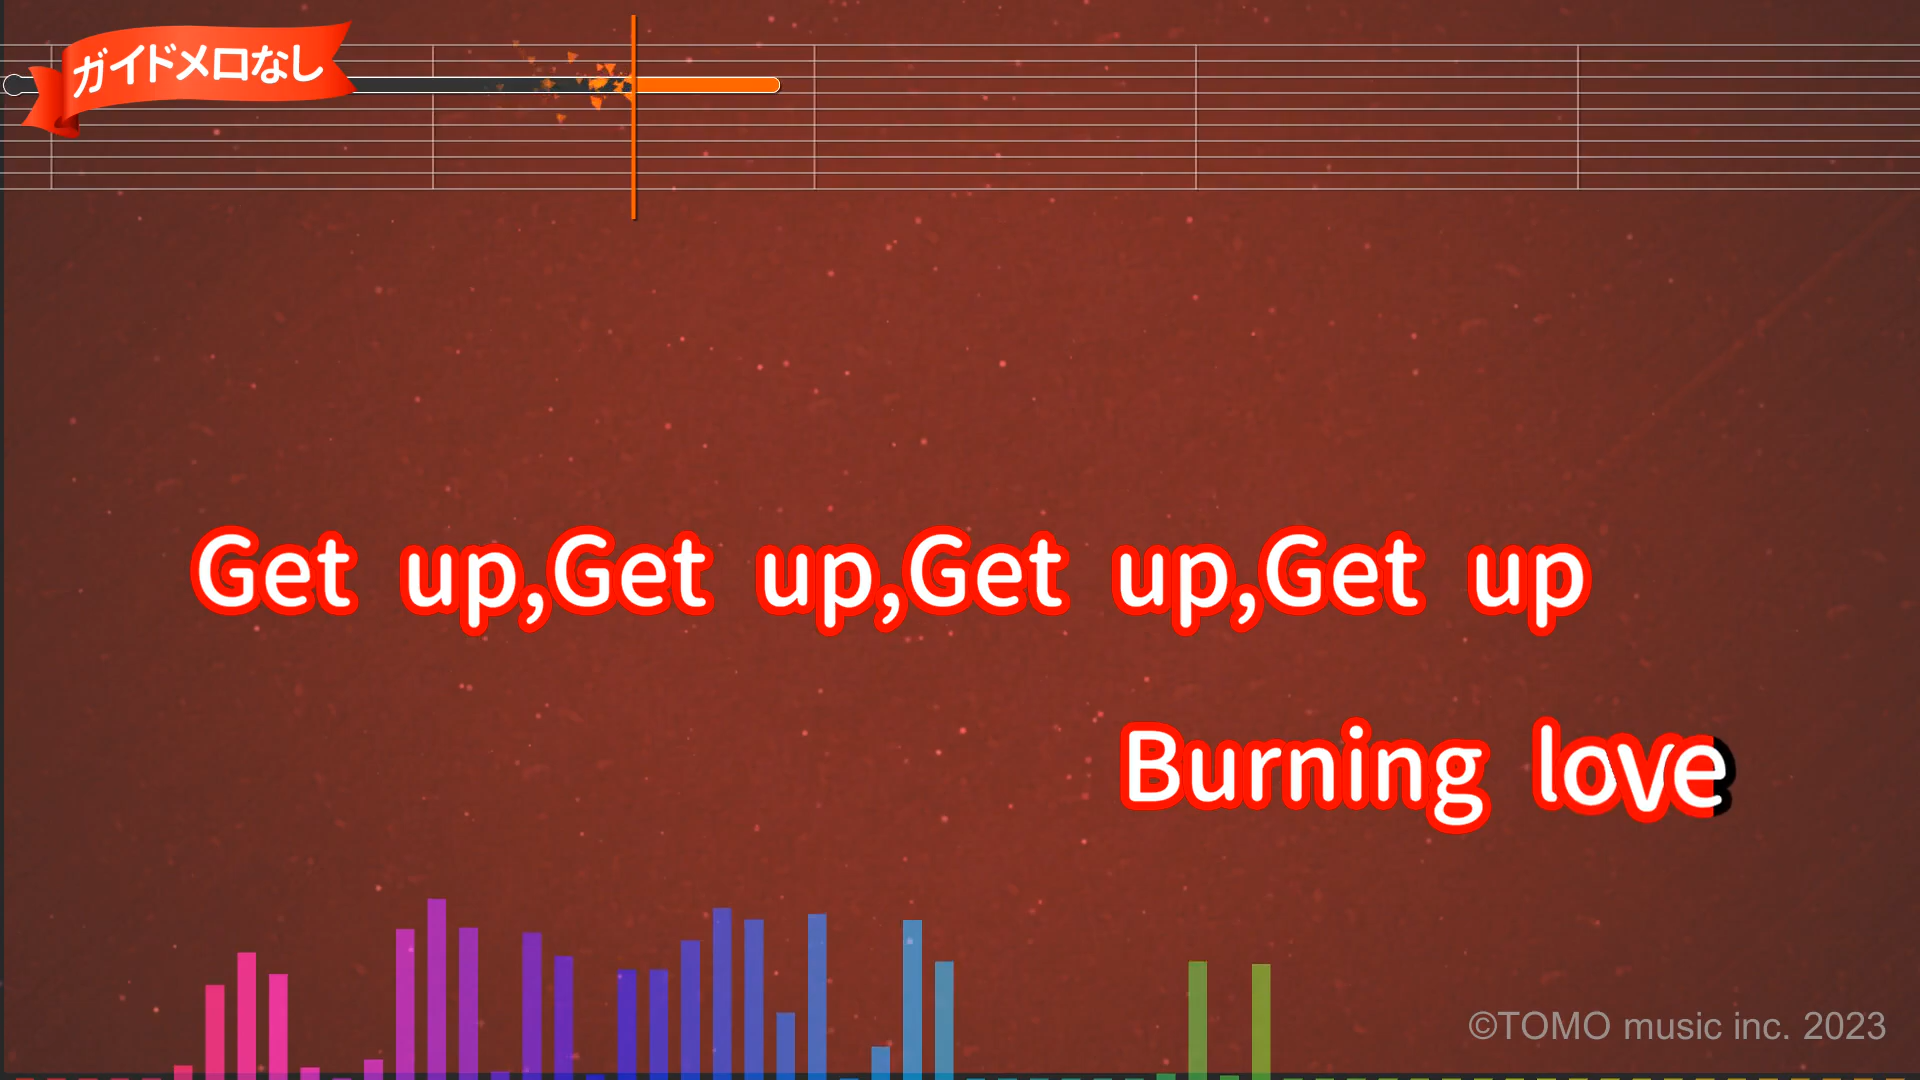 ガイドメロなし
Get up,Get up,Get up,Get up
Burning love
©TOMO music inc. 2023